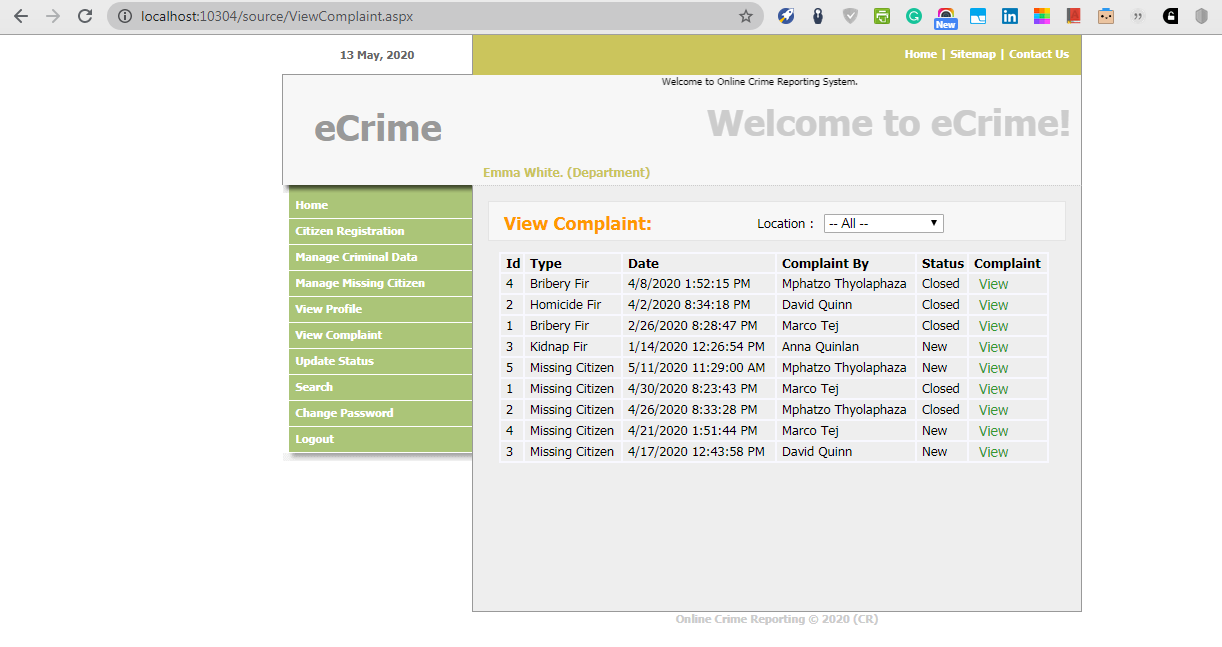 localhost:10304/source/ViewComplaint.aspx
New
13 May, 2020
Home | Sitemap | Contact Us
Welcome to Online Crime Reporting System.
eCrime
Welcome to eCrime!
Emma White. (Department)
Home
Citizen Registration
Manage Criminal Data
Manage Missing Citizen
View Profile
View Complaint
Update Status
Search
Change Password
Logout
View Complaint:
Location : -- All --
Id Type Date Complaint By Status Complaint
4 Bribery Fir 4/8/2020 1:52:15 PM Mphatzo Thyolaphaza Closed View
2 Homicide Fir 4/2/2020 8:34:18 PM David Quinn Closed View
1 Bribery Fir 2/26/2020 8:28:47 PM Marco Tej Closed View
3 Kidnap Fir 1/14/2020 12:26:54 PM Anna Quinlan New View
5 Missing Citizen 5/11/2020 11:29:00 AM Mphatzo Thyolaphaza New View
1 Missing Citizen 4/30/2020 8:23:43 PM Marco Tej Closed View
2 Missing Citizen 4/26/2020 8:33:28 PM Mphatzo Thyolaphaza Closed View
4 Missing Citizen 4/21/2020 1:51:44 PM Marco Tej New View
3 Missing Citizen 4/17/2020 12:43:58 PM David Quinn New View
Online Crime Reporting © 2020 (CR)